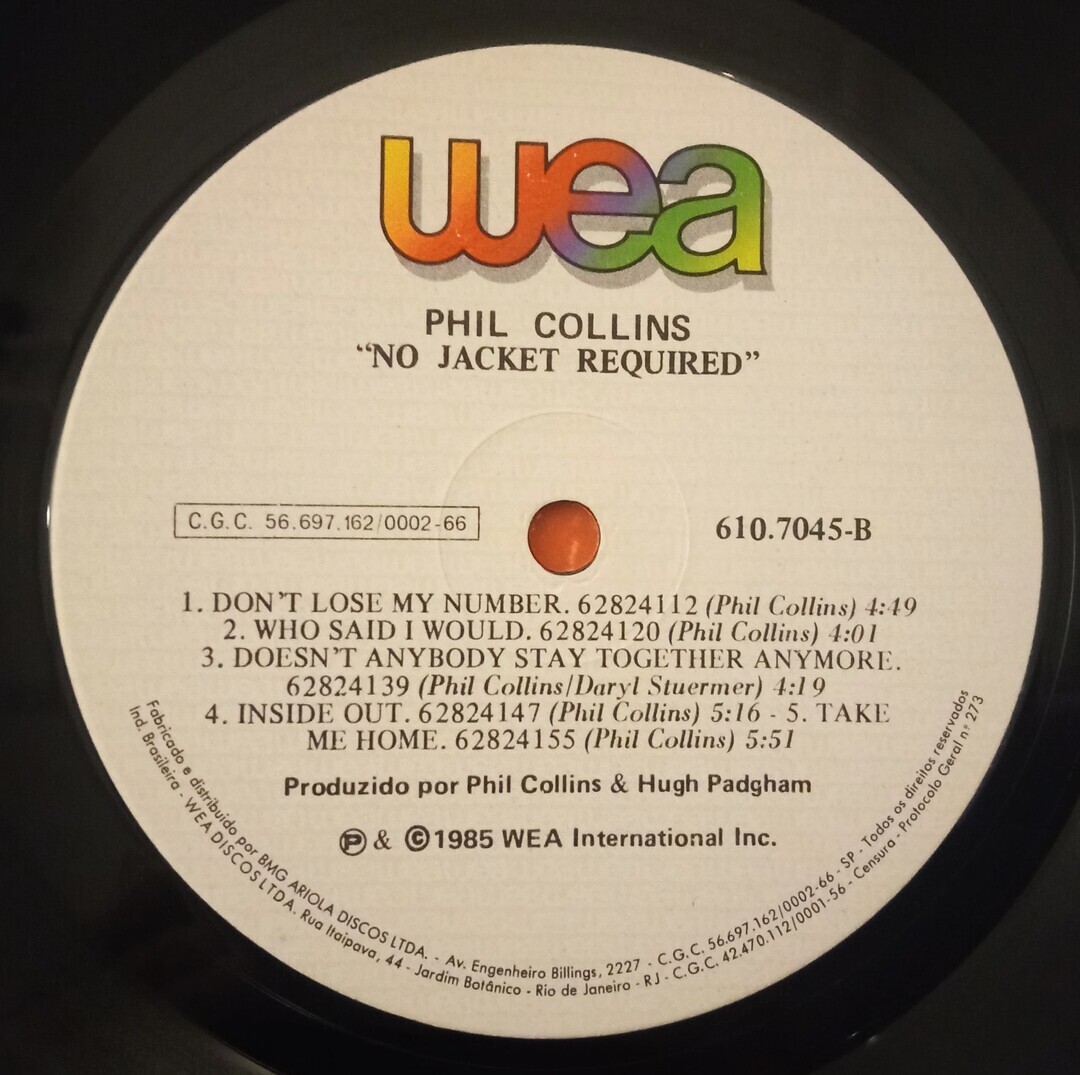 wea
PHIL COLLINS
“NO JACKET REQUIRED”
C.G.C. 56.697.162/0002-66
610.7045-B
1. DON'T LOSE MY NUMBER. 62824112 (Phil Collins) 4:49
2. WHO SAID I WOULD. 62824120 (Phil Collins) 4:01
3. DOESN'T ANYBODY STAY TOGETHER ANYMORE.
62824139 (Phil Collins/Daryl Stuermer) 4:19
4. INSIDE OUT. 62824147 (Phil Collins) 5:16 - 5. TAKE
ME HOME. 62824155 (Phil Collins) 5:51
Produzido por Phil Collins & Hugh Padgham
℗ & ©1985 WEA International Inc.
Fabricado e distribuido por BMG ARIOLA DISCOS LTDA. - Av. Engenheiro Billings, 2227 - C.G.C. 56.697.162/0002-66 - SP - Todos os direitos reservados
Ind. Brasileira - WEA DISCOS LTDA. Rua Itaipava, 44 - Jardim Botânico - Rio de Janeiro - RJ - C.G.C. 42.470.112/0001-56 - Censura - Protocolo Geral nº 273